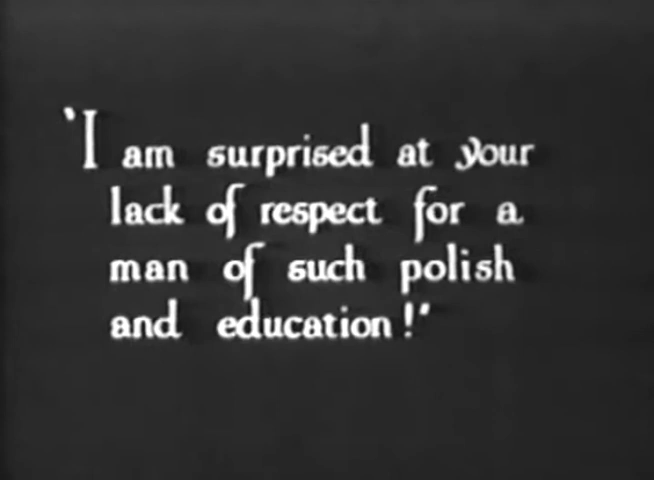 'I am surprised at your
lack of respect for a
man of such polish
and education!'